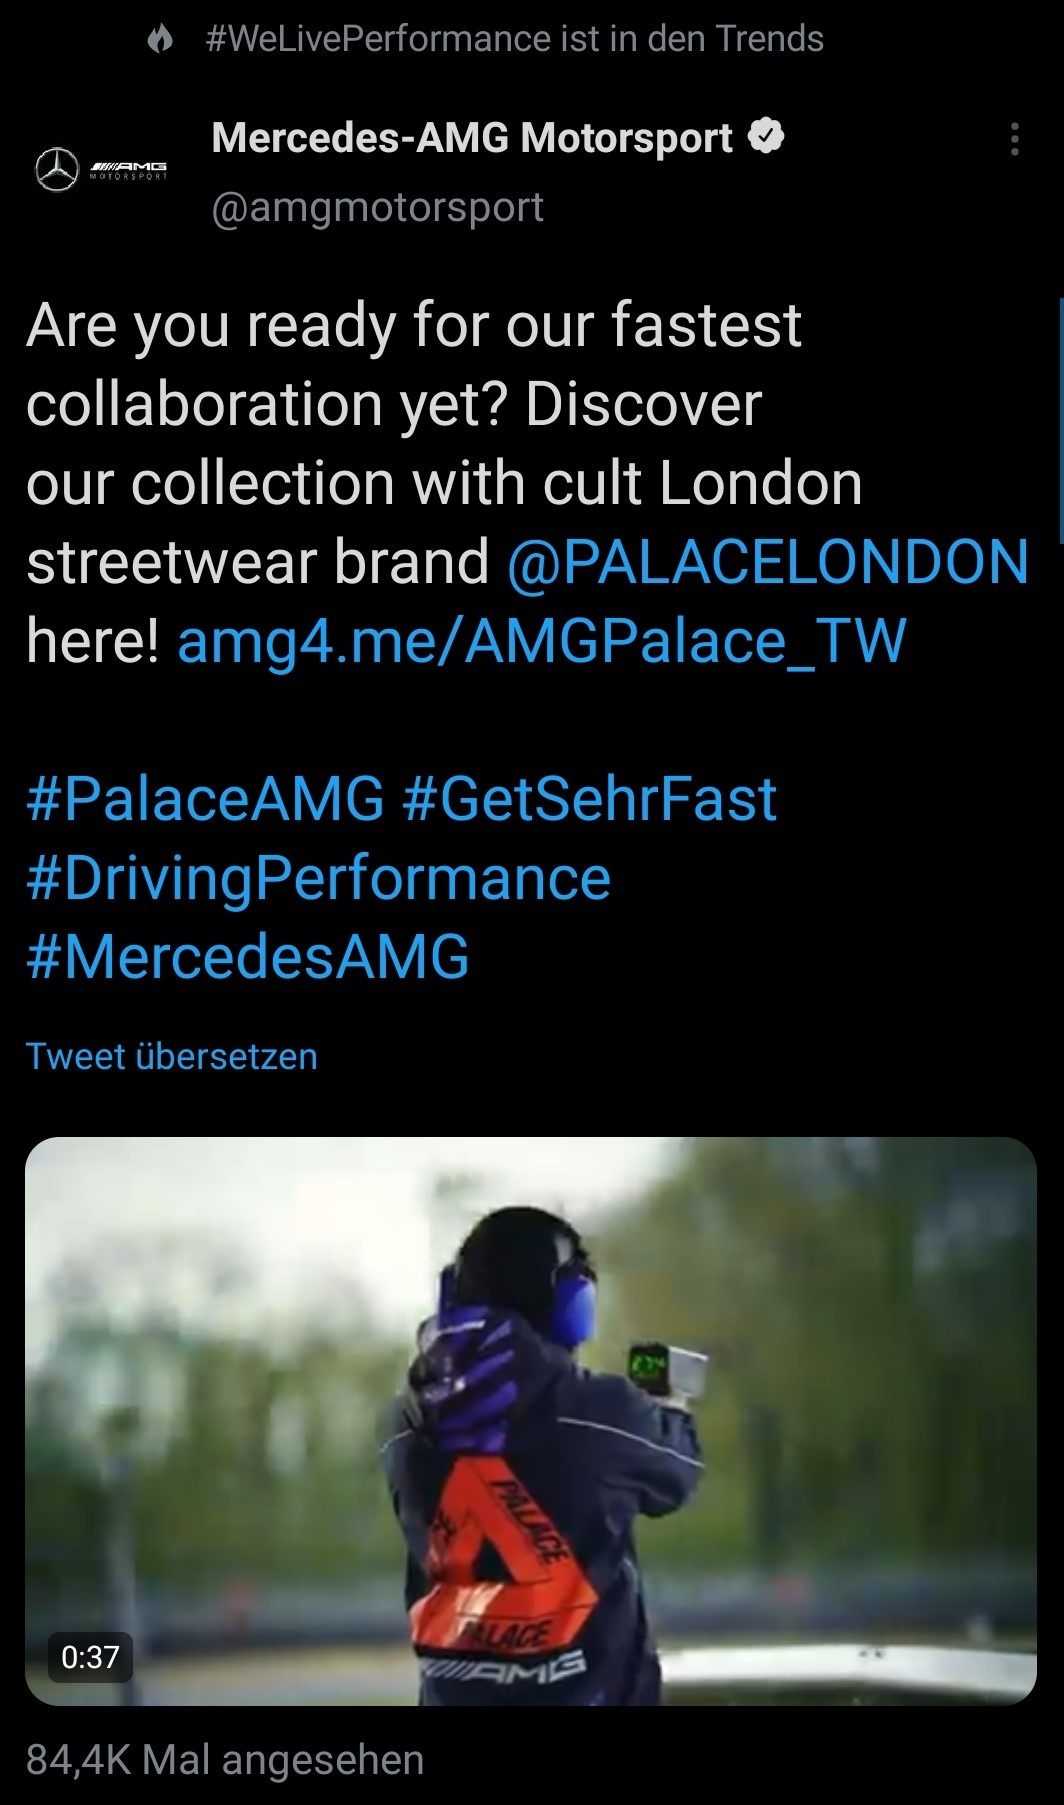 #WeLivePerformance ist in den Trends
Mercedes-AMG Motorsport
AMG
MOTORSPORT
@amgmotorsport
Are you ready for our fastest
collaboration yet? Discover
our collection with cult London
streetwear brand @PALACELONDON
here! amg4.me/AMGPalace_TW
#PalaceAMG #GetSehrFast
#DrivingPerformance
#MercedesAMG
Tweet übersetzen
PALACE
PALACE
AMG
0:37
84,4K Mal angesehen